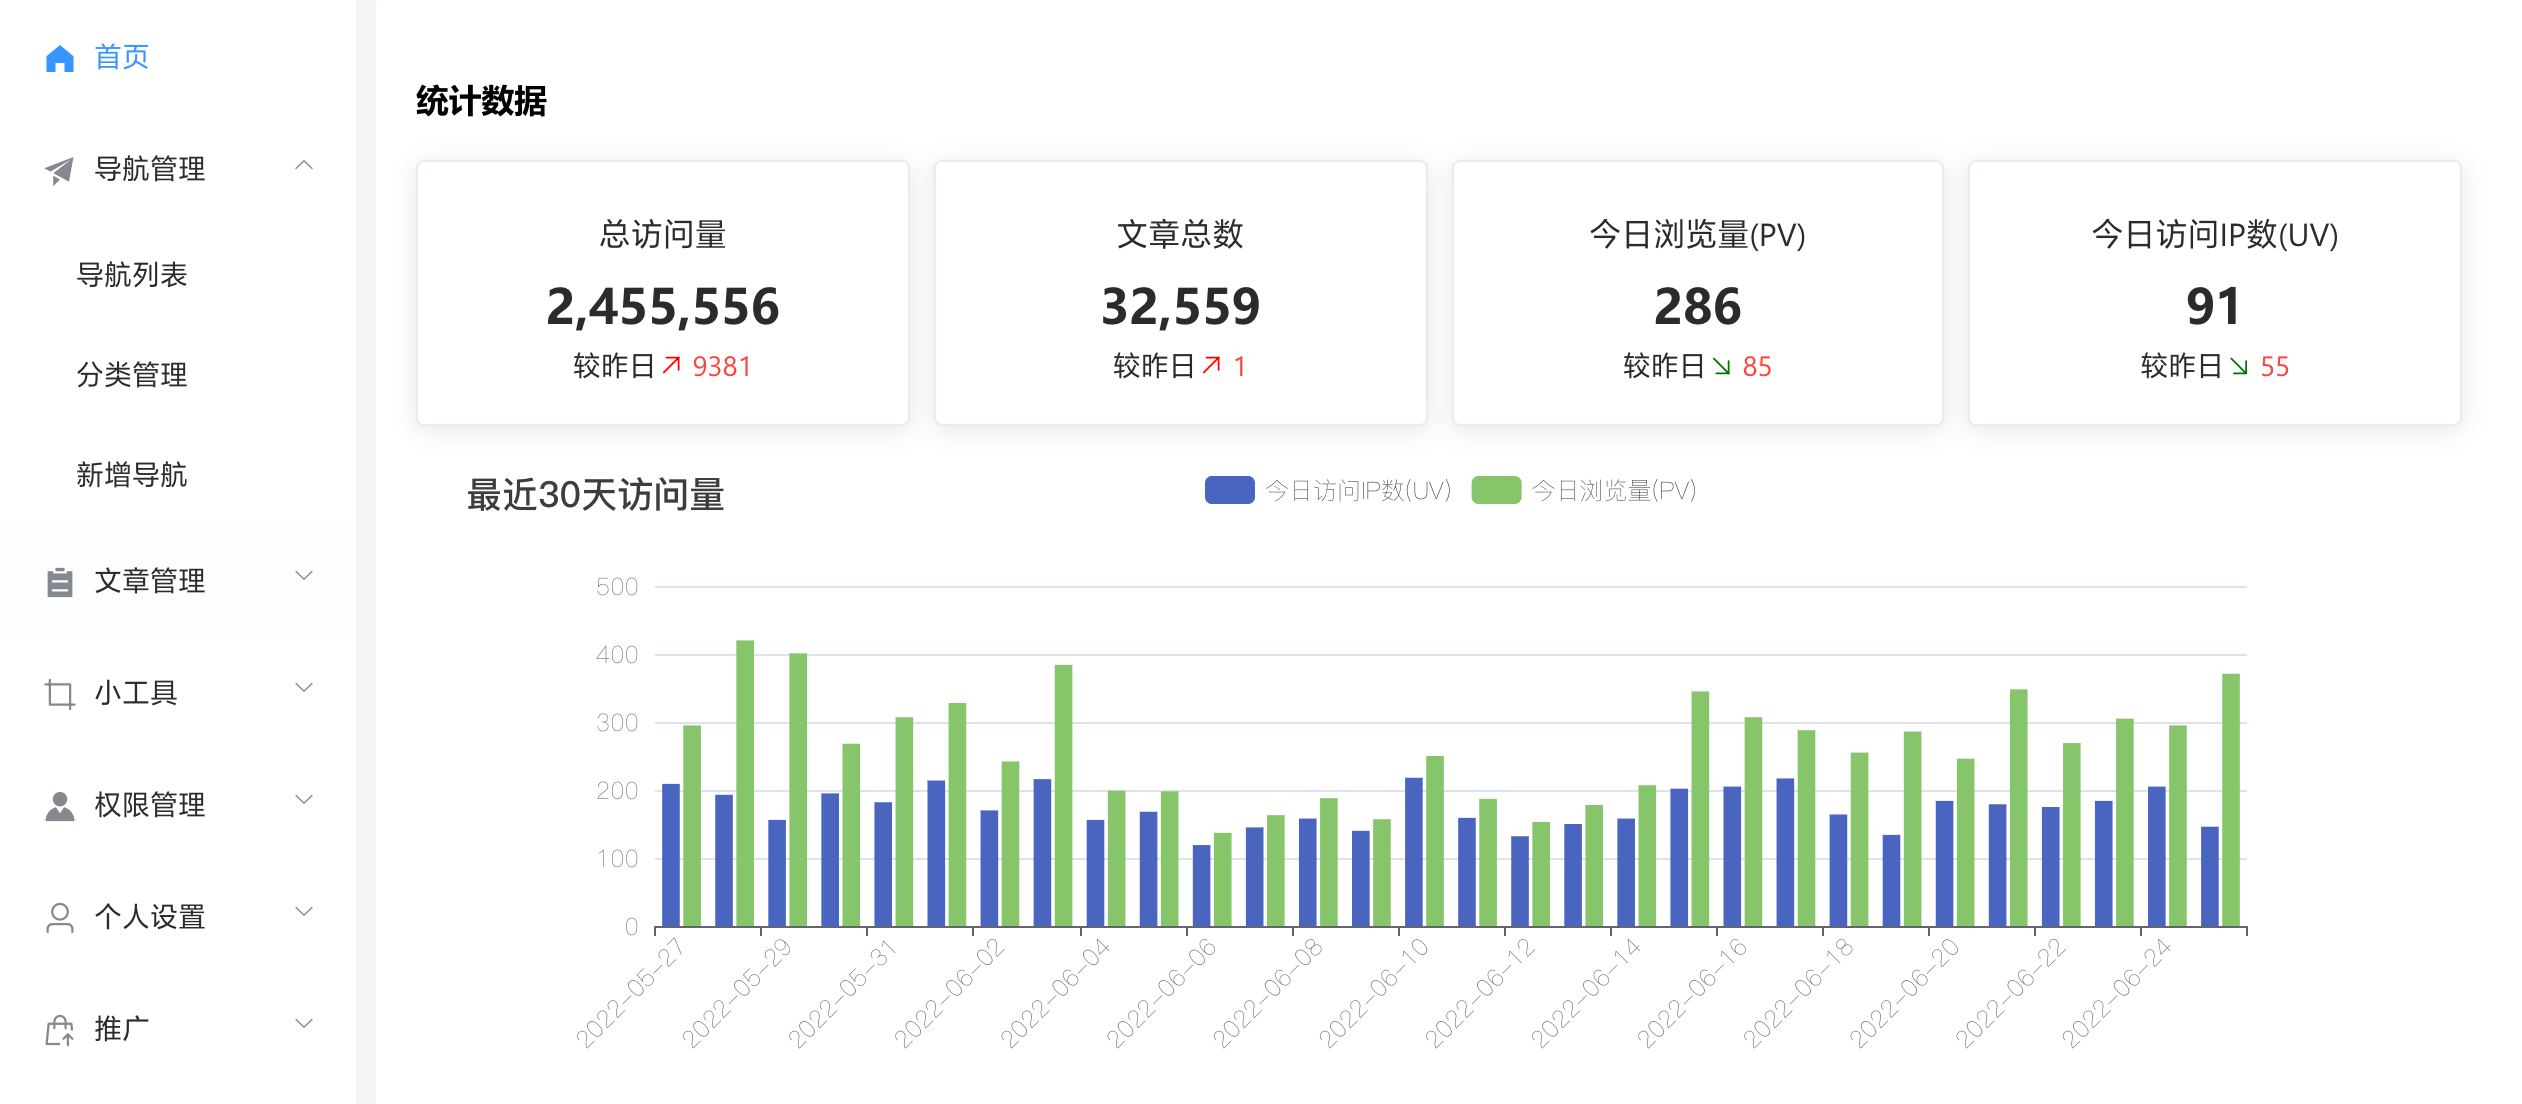 首页
导航管理
导航列表
分类管理
新增导航
文章管理
小工具
权限管理
个人设置
推广
统计数据
总访问量
2,455,556
较昨日 9381
文章总数
32,559
较昨日 1
今日浏览量(PV)
286
较昨日 85
今日访问IP数(UV)
91
较昨日 55
最近30天访问量
今日访问IP数(UV) 今日浏览量(PV)
500
400
300
200
100
0
2022-05-27
2022-05-29
2022-05-31
2022-06-02
2022-06-04
2022-06-06
2022-06-08
2022-06-10
2022-06-12
2022-06-14
2022-06-16
2022-06-18
2022-06-20
2022-06-22
2022-06-24